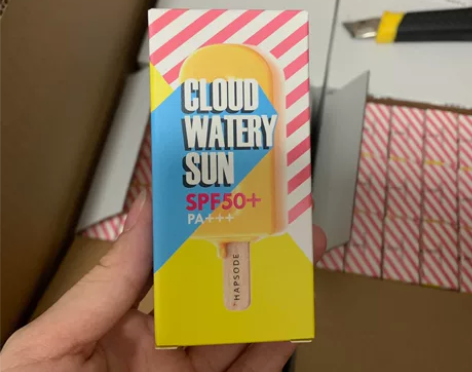 CLOUD
WATERY
SUN
SPF50+
PA+++
HAPSODE